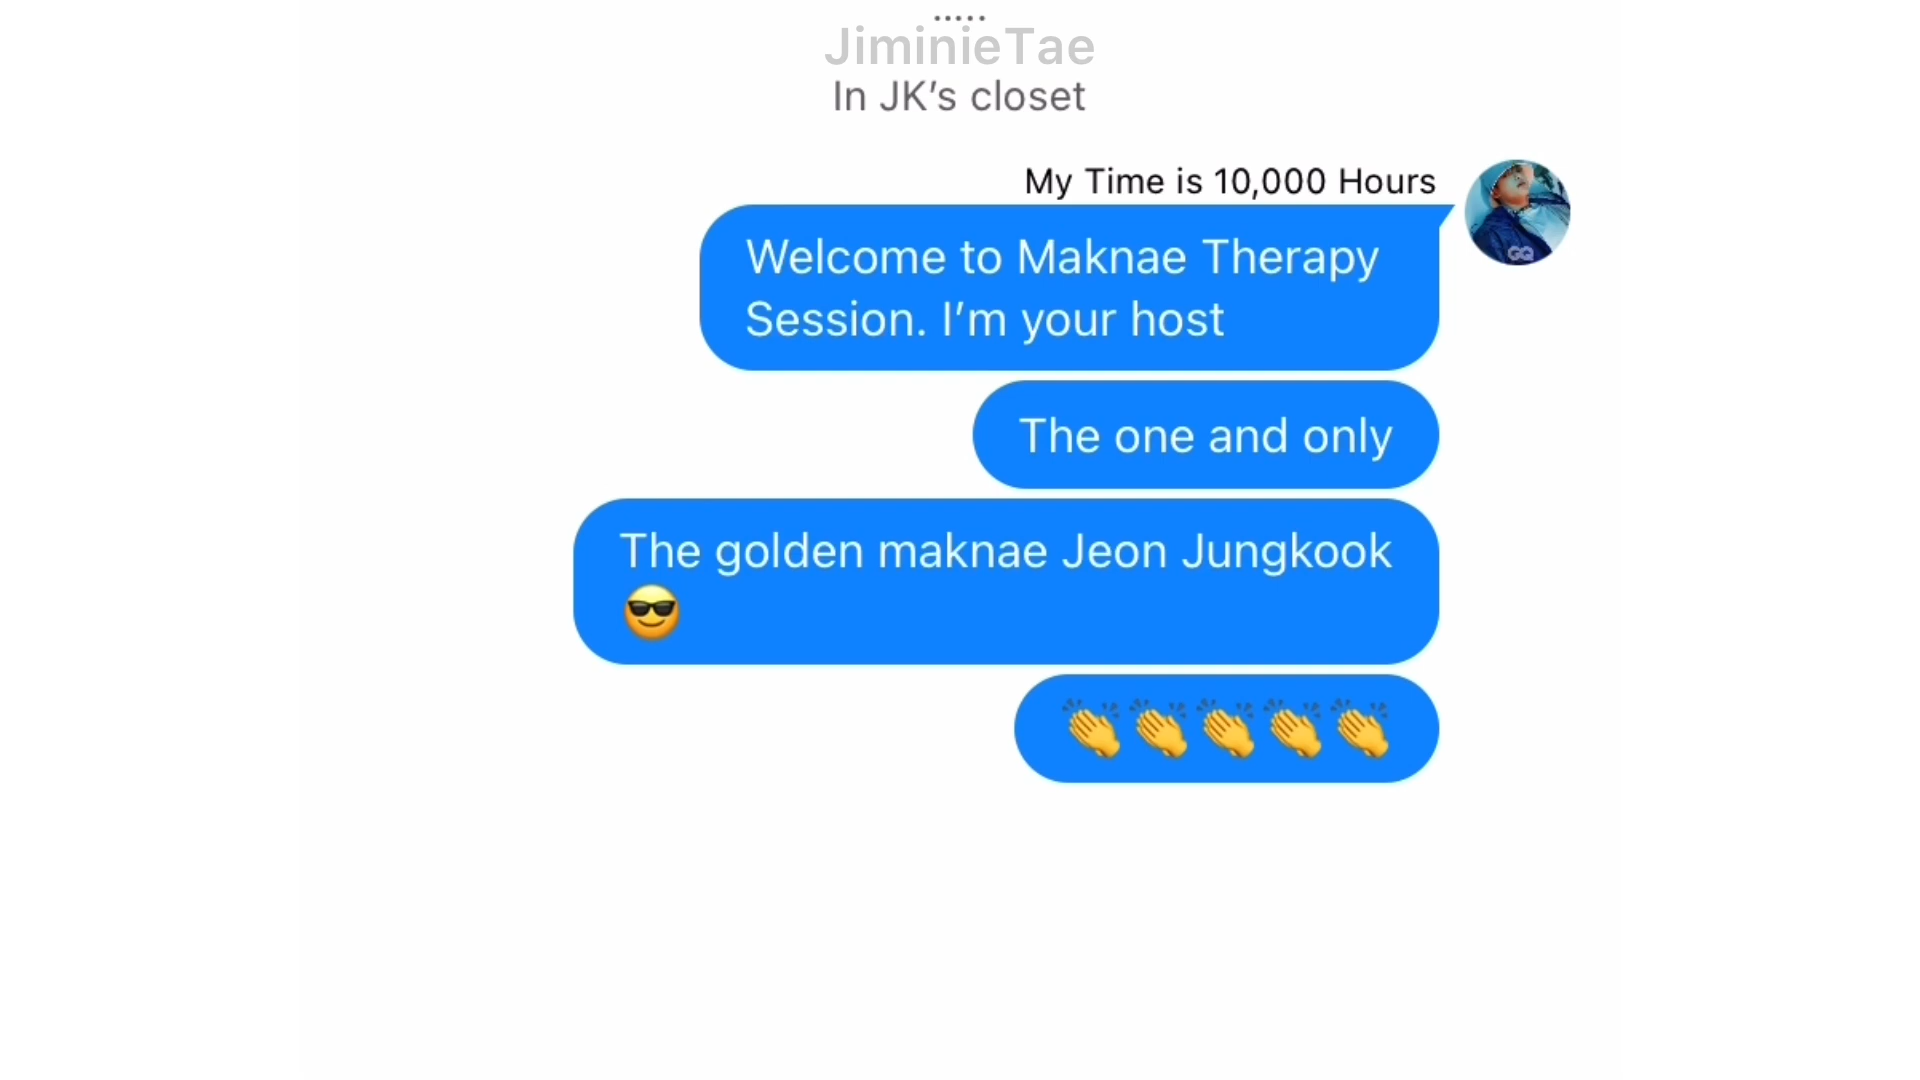 .....
JiminieTae
In JK’s closet
My Time is 10,000 Hours
GQ
Welcome to Maknae Therapy
Session. I’m your host
The one and only
The golden maknae Jeon Jungkook
😎
👏👏👏👏👏